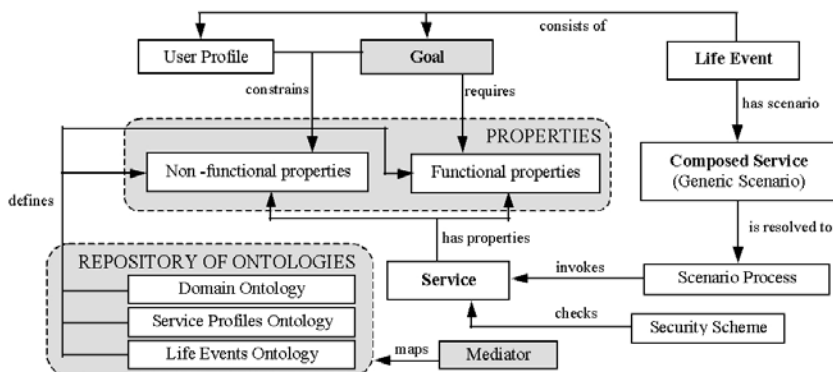 consists of
User Profile
Goal
Life Event
constrains
requires
has scenario
PROPERTIES
Non -functional properties
Functional properties
Composed Service
(Generic Scenario)
defines
has properties
is resolved to
REPOSITORY OF ONTOLOGIES
Domain Ontology
Service Profiles Ontology
Life Events Ontology
Service
invokes
Scenario Process
checks
Security Scheme
maps
Mediator